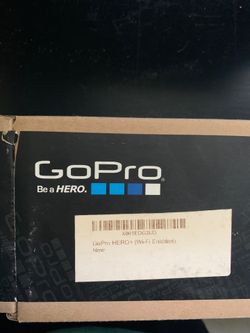 GoPro
Be a HERO.
GoPro HERO+ (Wi-Fi Enabled)
New